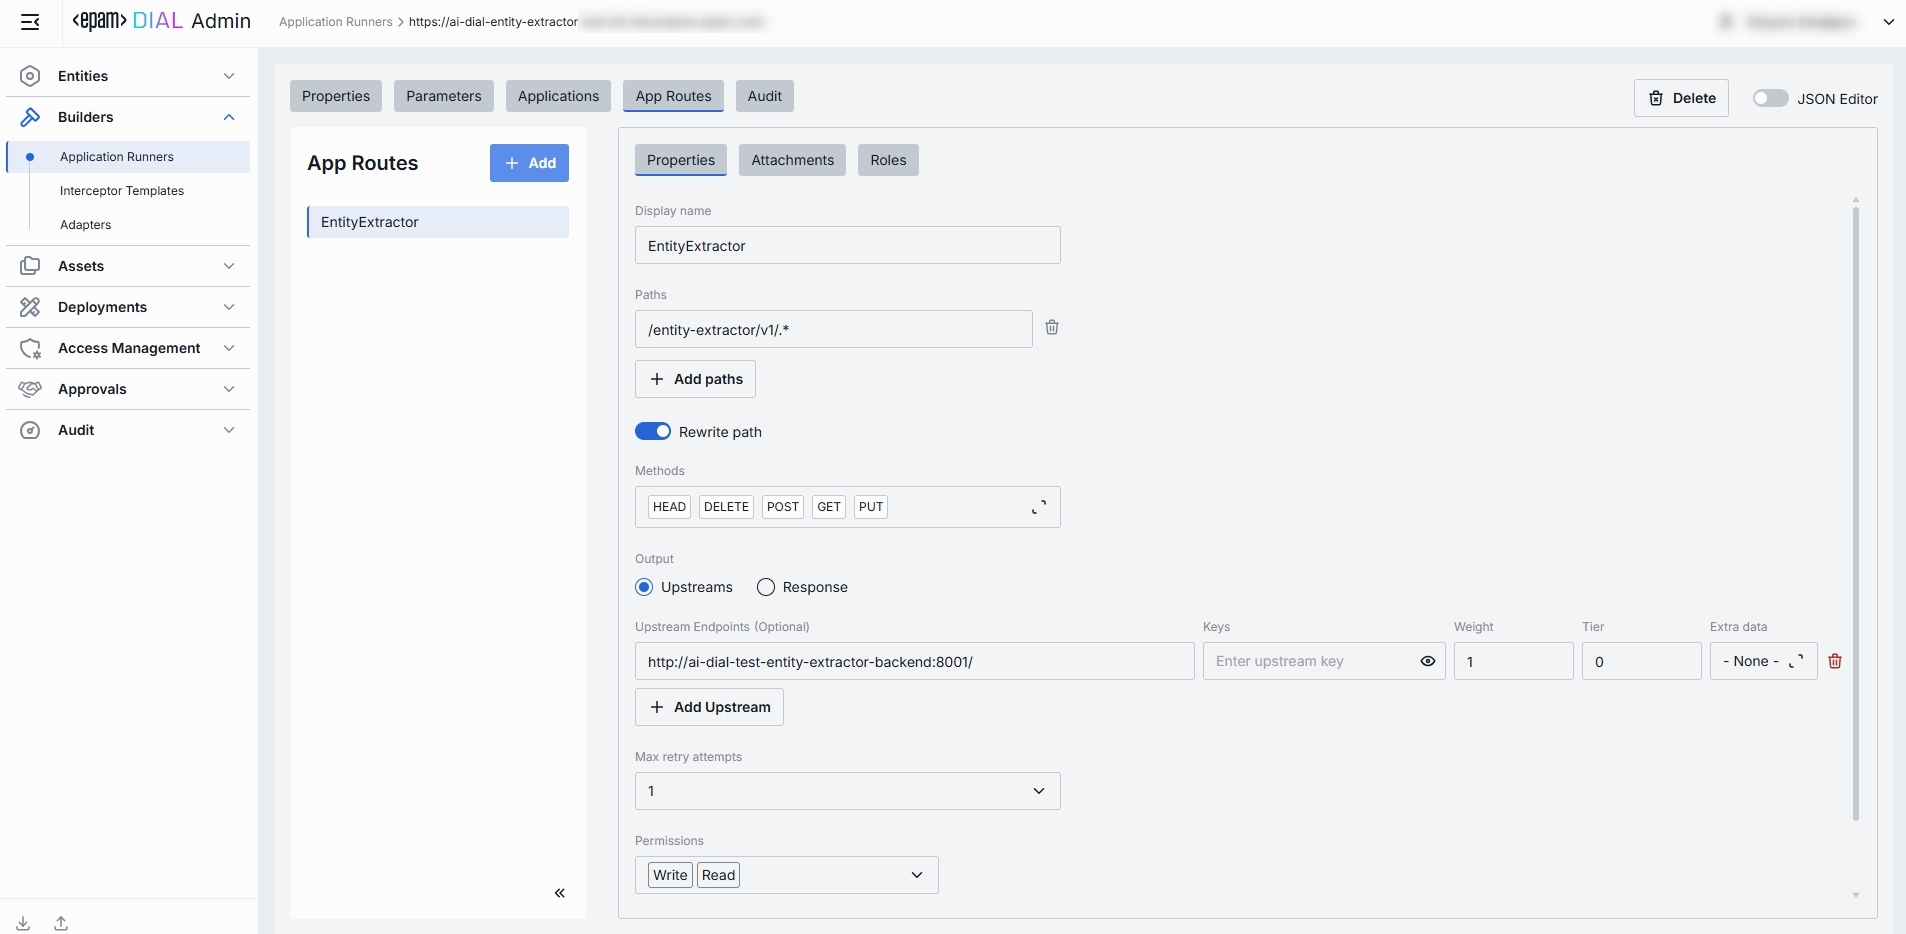 <epam> DIAL Admin
Application Runners > https://ai-dial-entity-extractor
Entities
Builders
Application Runners
Interceptor Templates
Adapters
Assets
Deployments
Access Management
Approvals
Audit
Properties Parameters Applications App Routes Audit
Delete
JSON Editor
App Routes
+ Add
EntityExtractor
Properties Attachments Roles
Display name
EntityExtractor
Paths
/entity-extractor/v1/.*
+ Add paths
Rewrite path
Methods
HEAD DELETE POST GET PUT
Output
Upstreams Response
Upstream Endpoints (Optional) Keys Weight Tier Extra data
http://ai-dial-test-entity-extractor-backend:8001/ Enter upstream key 1 0 - None -
+ Add Upstream
Max retry attempts
1
Permissions
Write Read